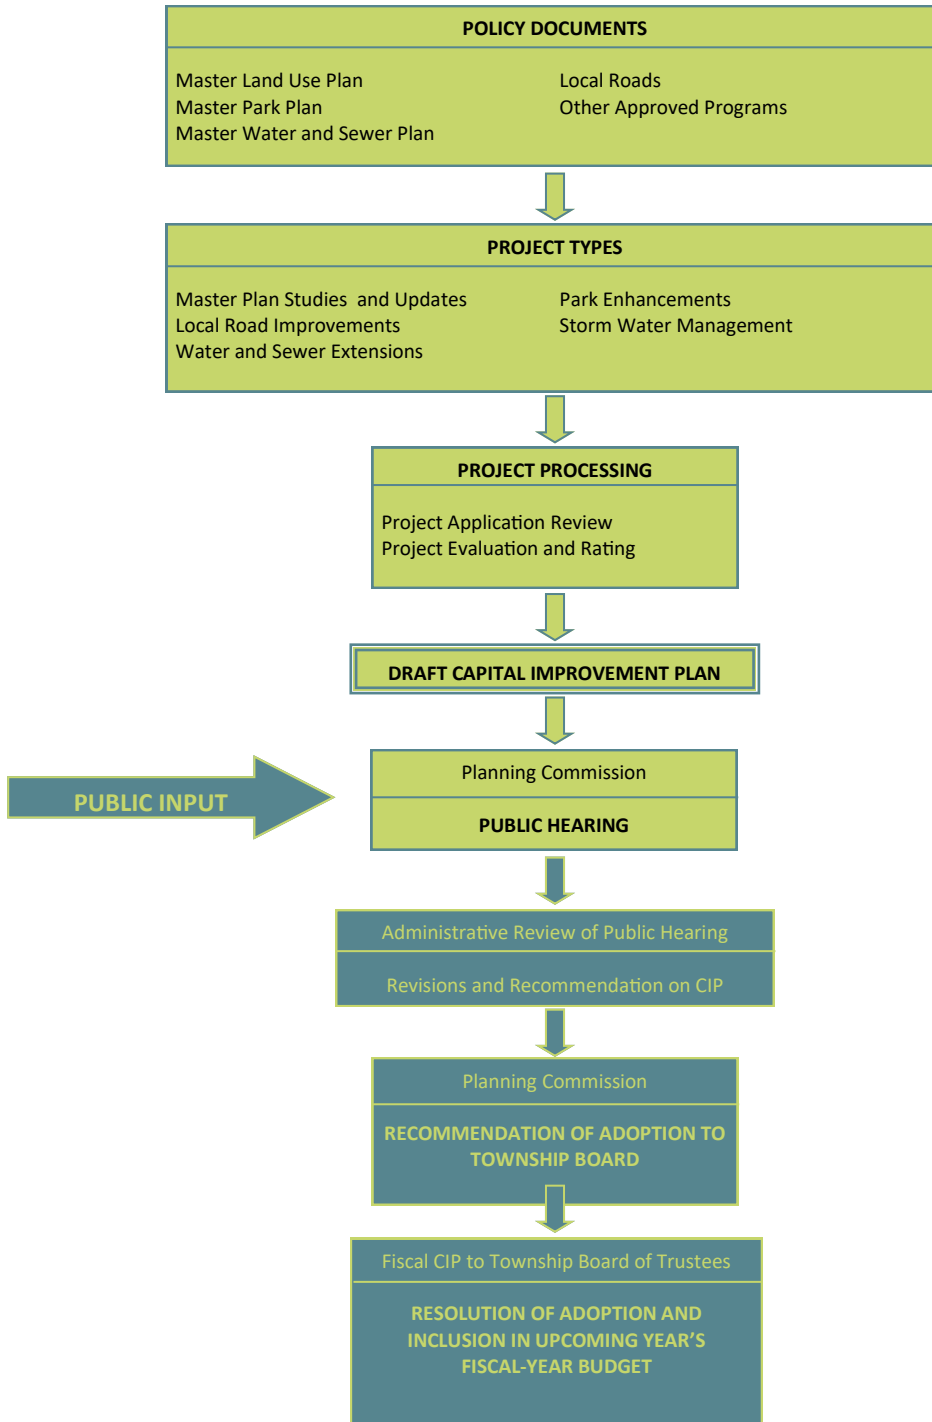 POLICY DOCUMENTS
Master Land Use Plan
Master Park Plan
Master Water and Sewer Plan
Local Roads
Other Approved Programs
PROJECT TYPES
Master Plan Studies and Updates
Local Road Improvements
Water and Sewer Extensions
Park Enhancements
Storm Water Management
PROJECT PROCESSING
Project Application Review
Project Evaluation and Rating
DRAFT CAPITAL IMPROVEMENT PLAN
PUBLIC INPUT
Planning Commission
PUBLIC HEARING
Administrative Review of Public Hearing
Revisions and Recommendation on CIP
Planning Commission
RECOMMENDATION OF ADOPTION TO
TOWNSHIP BOARD
Fiscal CIP to Township Board of Trustees
RESOLUTION OF ADOPTION AND
INCLUSION IN UPCOMING YEAR’S
FISCAL-YEAR BUDGET